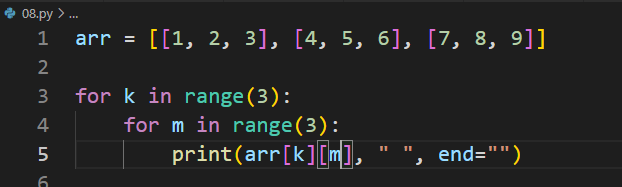 08.py > ...
1 arr = [[1, 2, 3], [4, 5, 6], [7, 8, 9]]
2
3 for k in range(3):
4     for m in range(3):
5         print(arr[k][m], " ", end="")
6